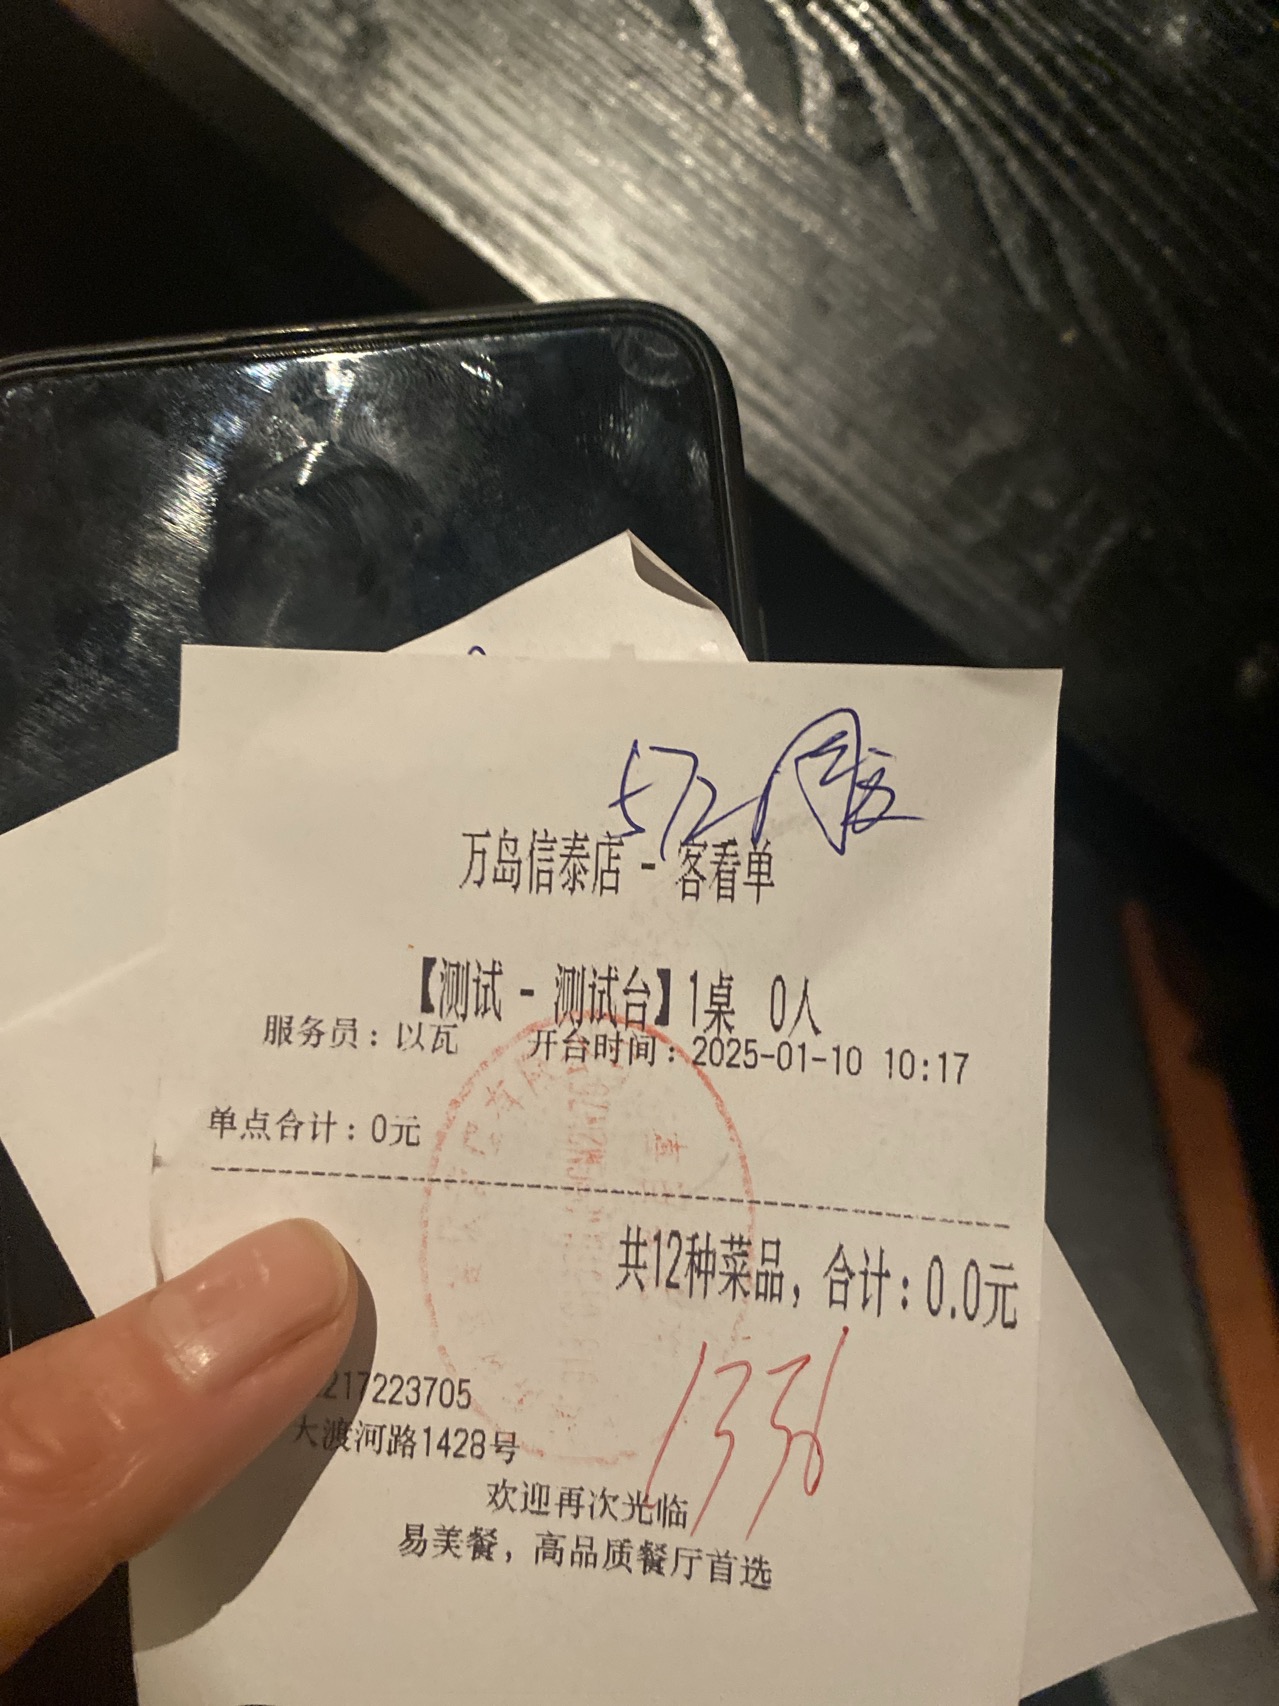 572
万岛信泰店 - 客看单
【测试 - 测试台】1桌 0人
服务员：以瓦 开台时间：2025-01-10 10:17
单点合计：0元
共12种菜品，合计：0.0元
1336
217223705
大渡河路1428号
欢迎再次光临
易美餐，高品质餐厅首选